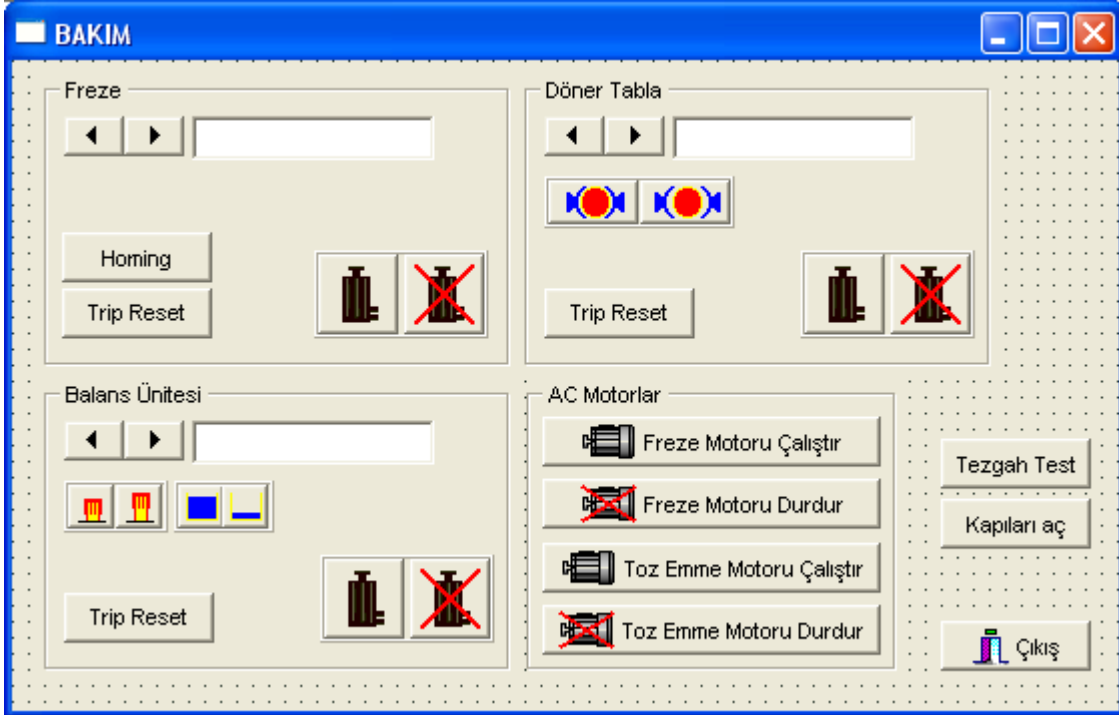 BAKIM
Freze
Homing
Trip Reset
Döner Tabla
Trip Reset
Balans Ünitesi
Trip Reset
AC Motorlar
Freze Motoru Çalıştır
Freze Motoru Durdur
Toz Emme Motoru Çalıştır
Toz Emme Motoru Durdur
Tezgah Test
Kapıları aç
Çıkış